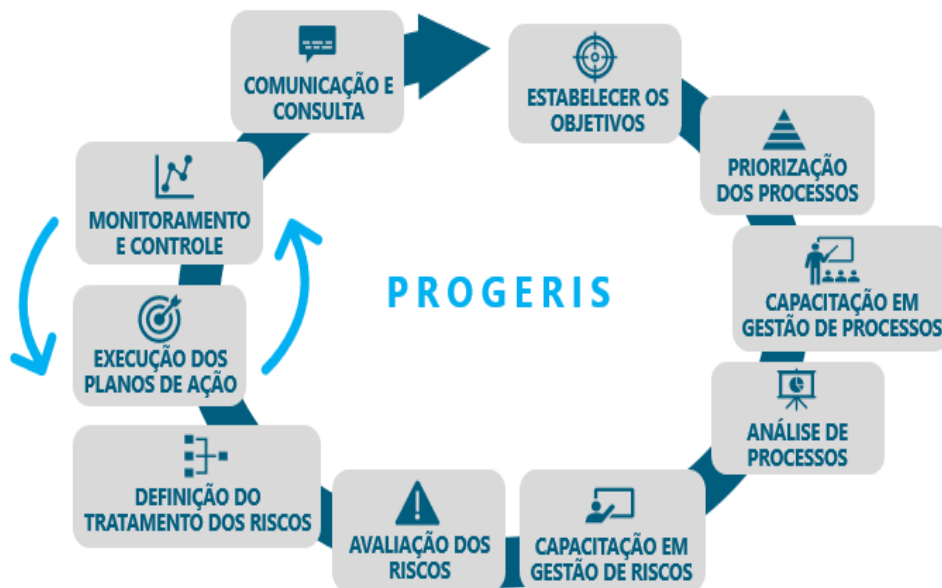 ESTABELECER OS
OBJETIVOS
PRIORIZAÇÃO
DOS PROCESSOS
CAPACITAÇÃO EM
GESTÃO DE PROCESSOS
ANÁLISE DE
PROCESSOS
CAPACITAÇÃO EM
GESTÃO DE RISCOS
AVALIAÇÃO DOS
RISCOS
DEFINIÇÃO DO
TRATAMENTO DOS RISCOS
EXECUÇÃO DOS
PLANOS DE AÇÃO
MONITORAMENTO
E CONTROLE
COMUNICAÇÃO E
CONSULTA
PROGERIS